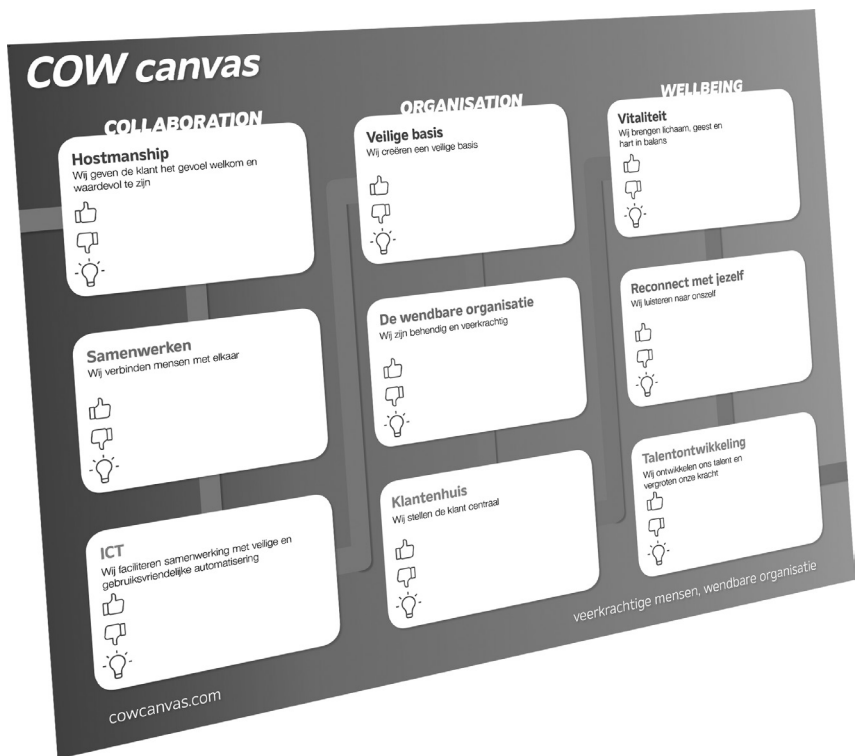 COW canvas
COLLABORATION
Hostmanship
Wij geven de klant het gevoel welkom en
waardevol te zijn
Samenwerken
Wij verbinden mensen met elkaar
ICT
Wij faciliteren samenwerking met veilige en
gebruiksvriendelijke automatisering
ORGANISATION
Veilige basis
Wij creëren een veilige basis
De wendbare organisatie
Wij zijn behendig en veerkrachtig
Klantenhuis
Wij stellen de klant centraal
WELLBEING
Vitaliteit
Wij brengen lichaam, geest en
hart in balans
Reconnect met jezelf
Wij luisteren naar onszelf
Talentontwikkeling
Wij ontwikkelen ons talent en
vergroten onze kracht
cowcanvas.com
veerkrachtige mensen, wendbare organisatie